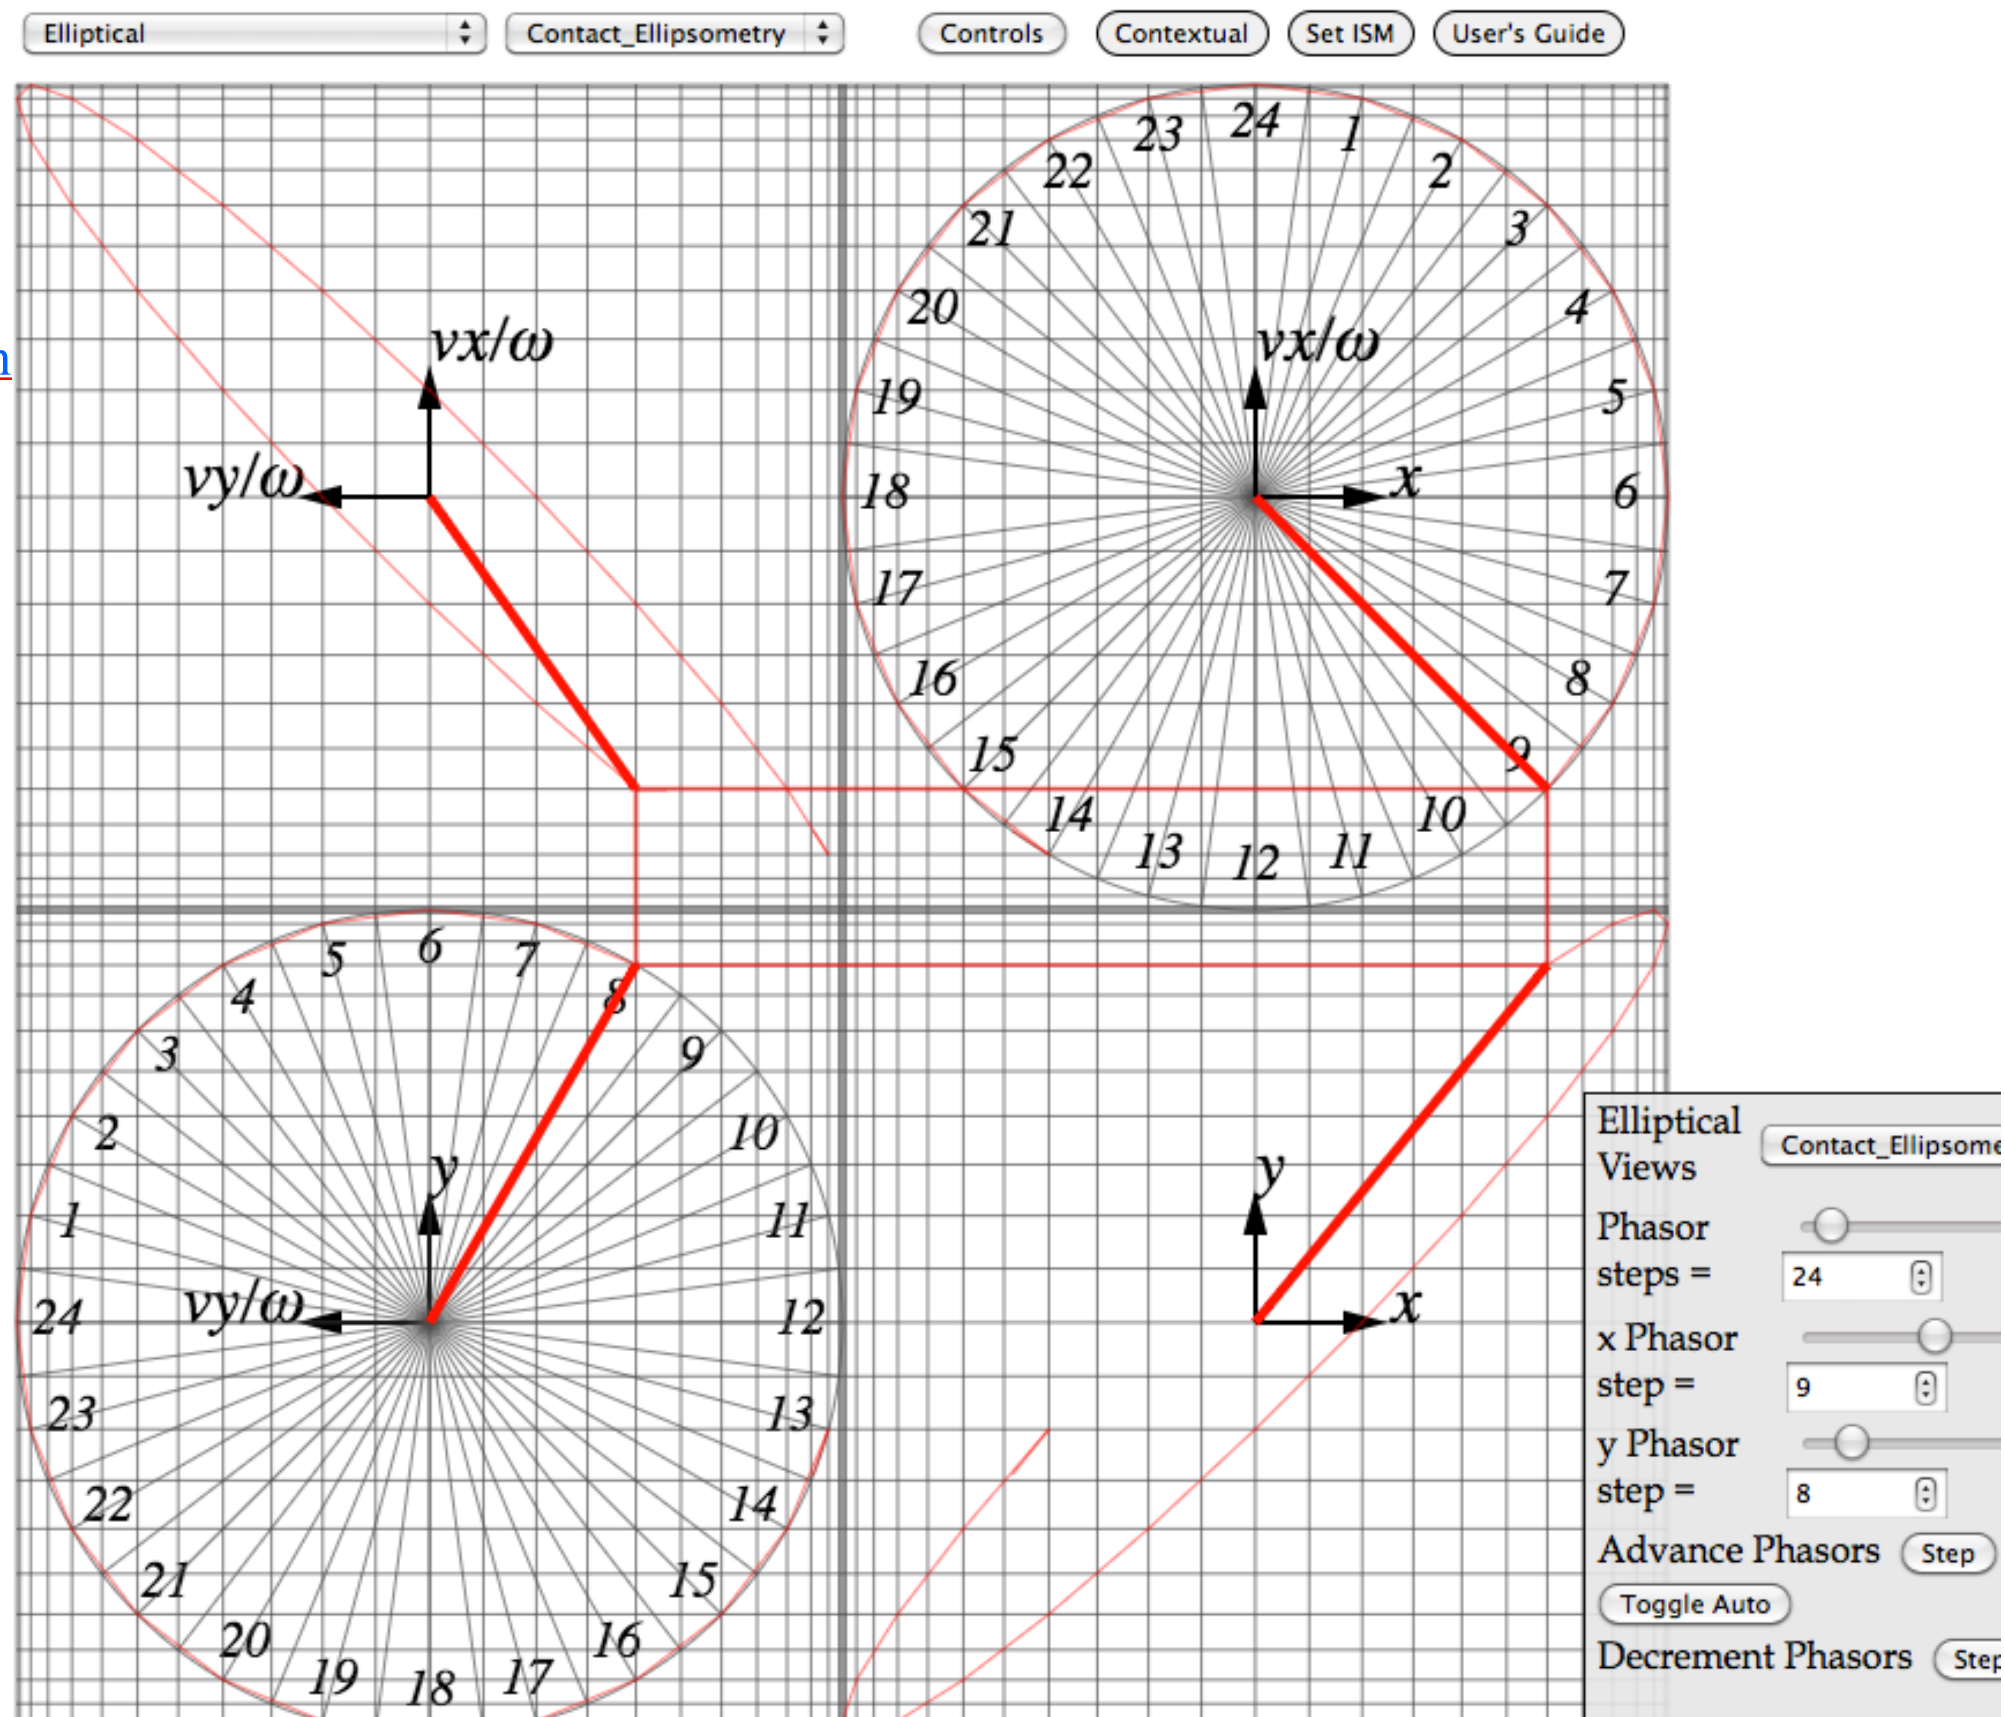 Elliptical Contact_Ellipsometry Controls Contextual Set ISM User's Guide
24
23 1
22 2
21 3
20 4
vx/ω vx/ω
n
19 5
vy/ω x
18 6
17 7
16 8
15 9
14 10
13 11
12
6
5 7
4 8
3 9
2 10
Elliptical
Views
Contact_Ellipsome
y y
1 11
Phasor
steps =
24
vy/ω x
24 12
x Phasor
step =
9
23 13
y Phasor
step =
8
22 14
Advance Phasors Step
21 15
Toggle Auto
20 16
Decrement Phasors Step
19 17
18